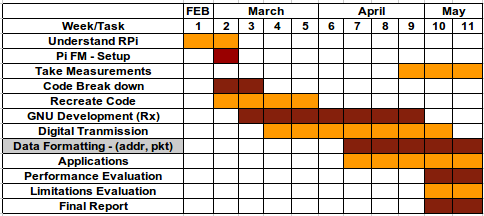 FEB March April May
Week/Task 1 2 3 4 5 6 7 8 9 10 11
Understand RPi
Pi FM - Setup
Take Measurements
Code Break down
Recreate Code
GNU Development (Rx)
Digital Tranmission
Data Formatting - (addr, pkt)
Applications
Performance Evaluation
Limitations Evaluation
Final Report